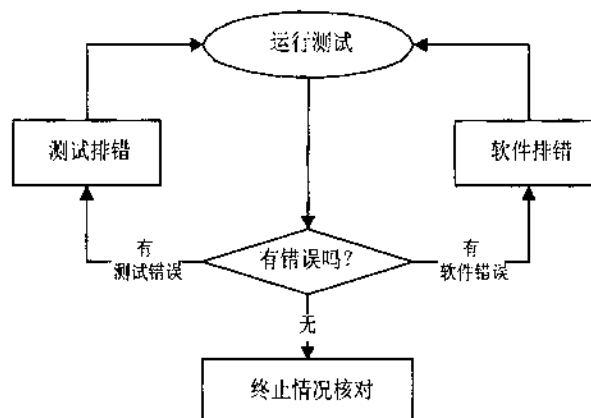 运行测试
测试排错
软件排错
有
测试错误
有错误吗?
有
软件错误
无
终止情况核对